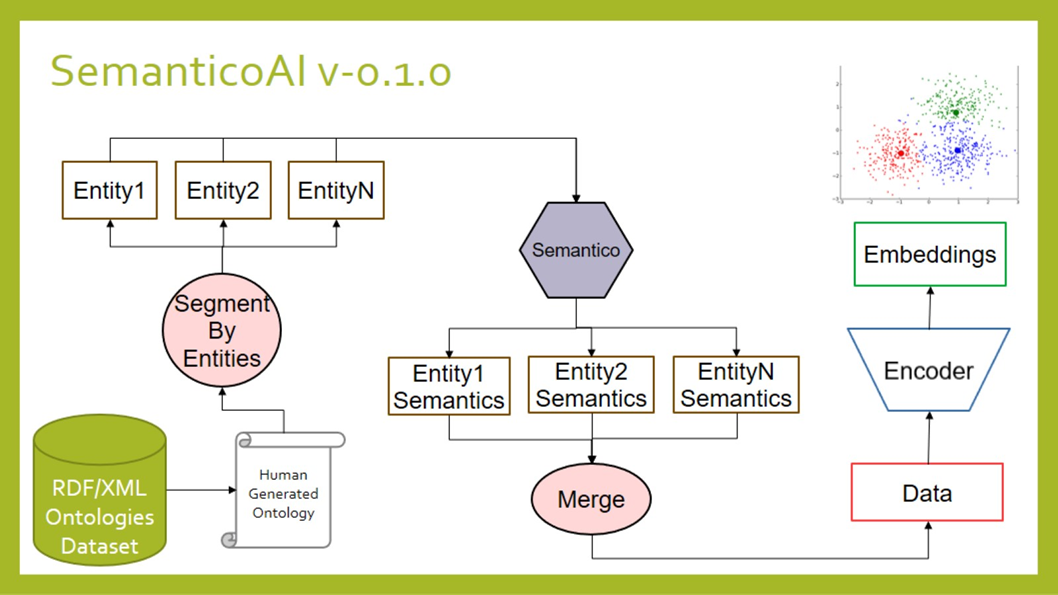 SemanticoAI v-0.1.0
Entity1
Entity2
EntityN
Semantico
Segment
By
Entities
Entity1
Semantics
Entity2
Semantics
EntityN
Semantics
RDF/XML
Ontologies
Dataset
Human
Generated
Ontology
Merge
Data
Encoder
Embeddings